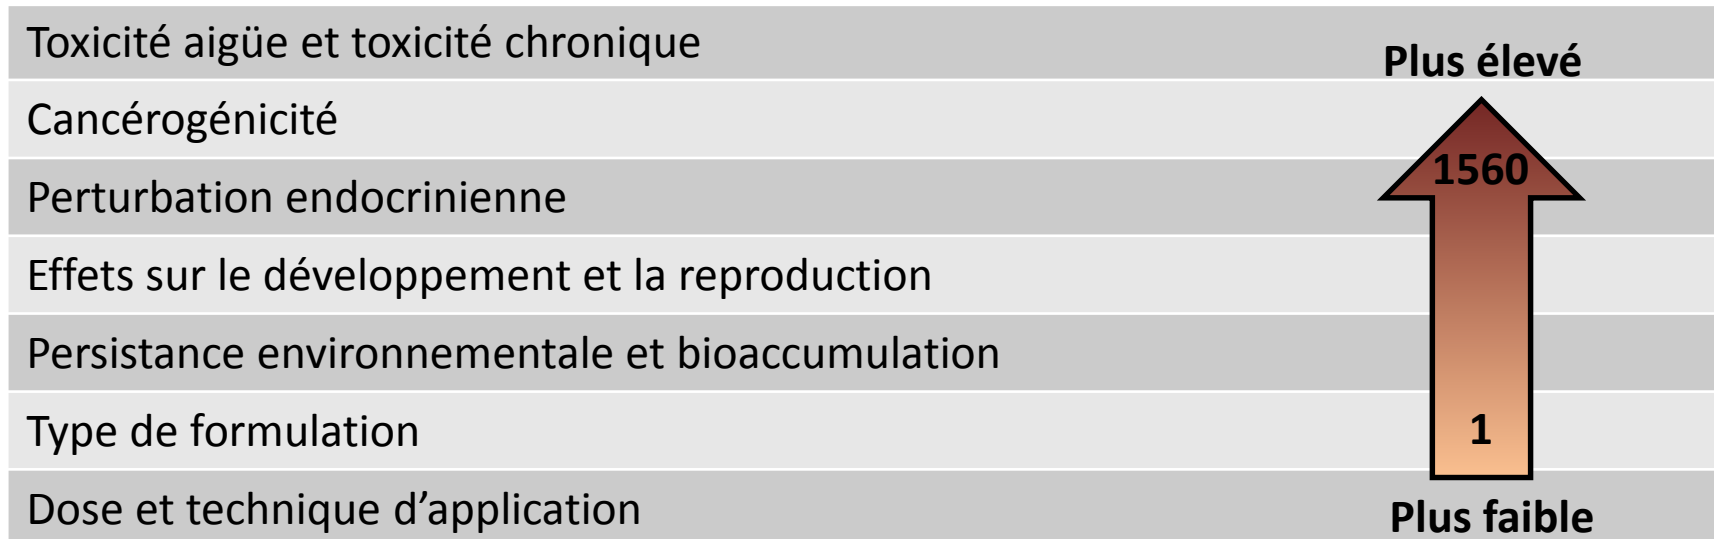 Toxicité aigüe et toxicité chronique
Plus élevé
Cancérogénicité
1560
Perturbation endocrinienne
Effets sur le développement et la reproduction
Persistance environnementale et bioaccumulation
Type de formulation
1
Dose et technique d’application
Plus faible